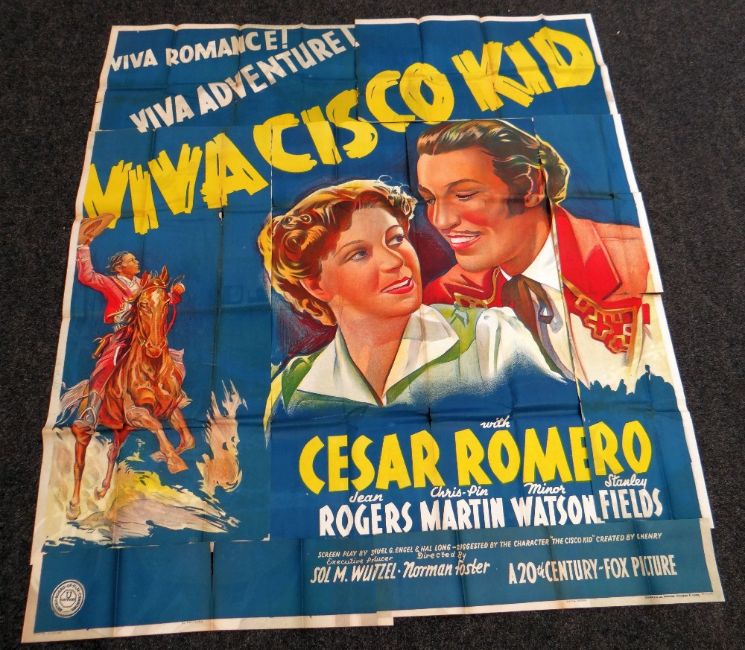 VIVA ROMANCE!
VIVA ADVENTURE!
VIVA CISCO KID
with
CESAR ROMERO
Jean Chris-Pin Minor Stanley
ROGERS MARTIN WATSON FIELDS
SCREEN PLAY BY SAMUEL G. ENGEL & HAL LONG - SUGGESTED BY THE CHARACTER "THE CISCO KID" CREATED BY O. HENRY
Executive Producer Directed by
SOL M. WURTZEL · Norman Foster
A 20th CENTURY-FOX PICTURE